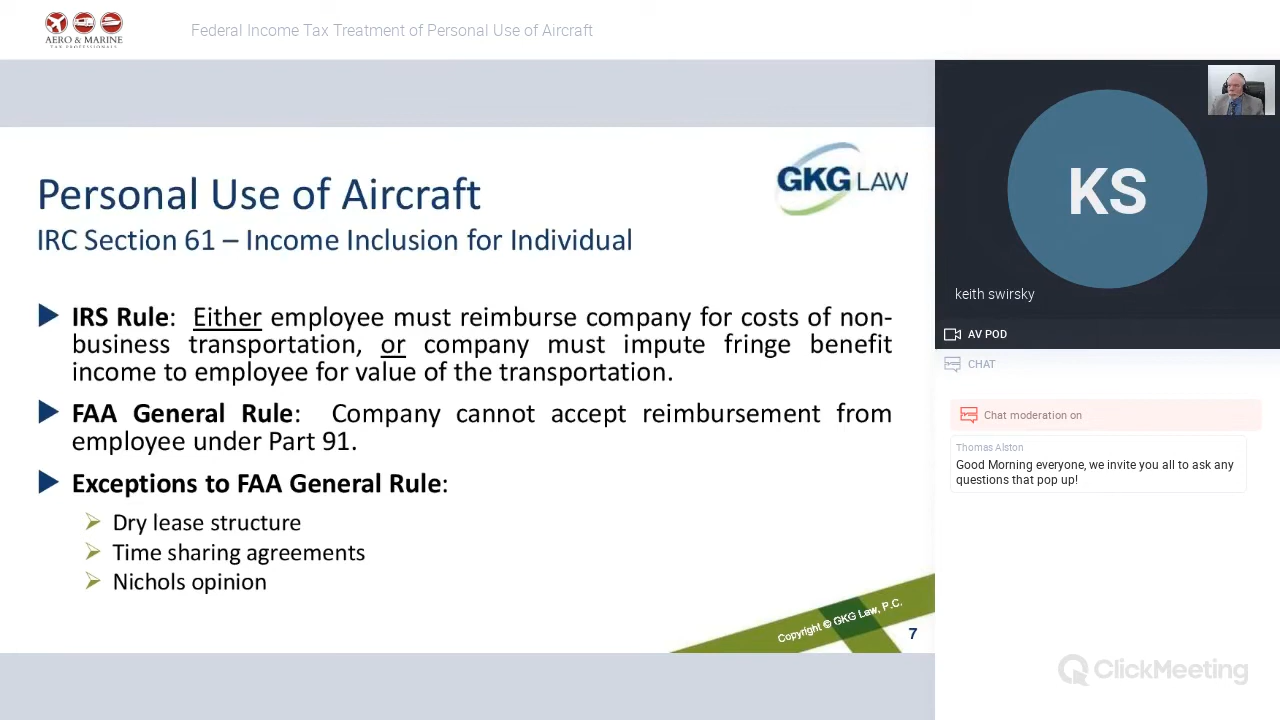 AERO & MARINE
TAX PROFESSIONALS
Federal Income Tax Treatment of Personal Use of Aircraft
GKG LAW
Personal Use of Aircraft
IRC Section 61 – Income Inclusion for Individual
IRS Rule: Either employee must reimburse company for costs of non-
business transportation, or company must impute fringe benefit
income to employee for value of the transportation.
FAA General Rule: Company cannot accept reimbursement from
employee under Part 91.
Exceptions to FAA General Rule:
Dry lease structure
Time sharing agreements
Nichols opinion
Copyright © GKG Law, P.C.
7
KS
keith swirsky
AV POD
CHAT
Chat moderation on
Thomas Alston
Good Morning everyone, we invite you all to ask any
questions that pop up!
ClickMeeting